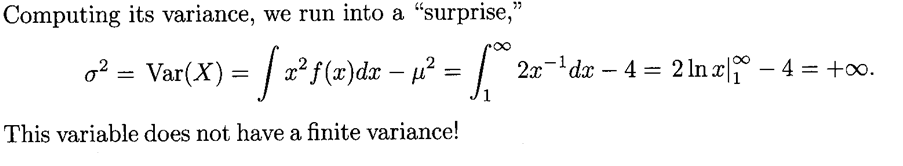 Computing its variance, we run into a “surprise,”
σ² = Var(X) = ∫ x² f(x)dx − μ² = ∫₁^∞ 2x⁻¹dx − 4 = 2 ln x|₁^∞ − 4 = +∞.
This variable does not have a finite variance!